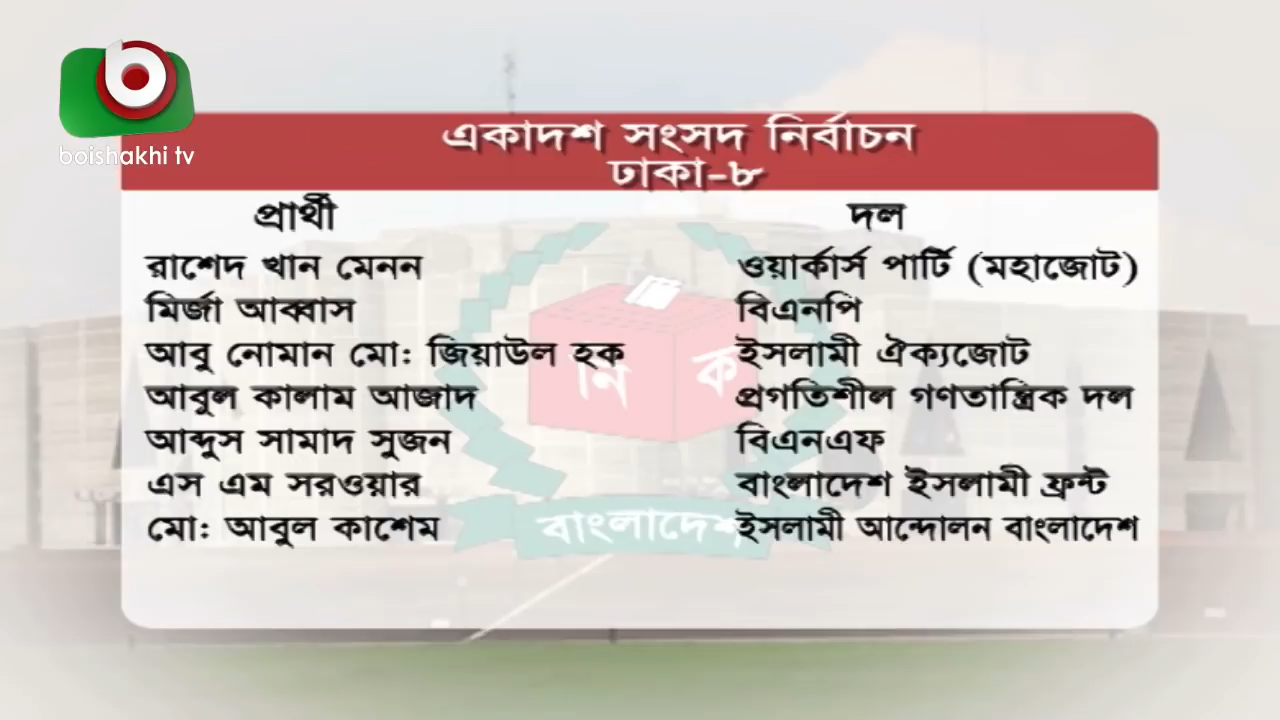 boishakhi tv
একাদশ সংসদ নির্বাচন
ঢাকা-৮
প্রার্থী দল
রাশেদ খান মেনন ওয়ার্কার্স পার্টি (মহাজোট)
মির্জা আব্বাস বিএনপি
আবু নোমান মো: জিয়াউল হক ইসলামী ঐক্যজোট
আবুল কালাম আজাদ প্রগতিশীল গণতান্ত্রিক দল
আব্দুস সামাদ সুজন বিএনএফ
এস এম সরওয়ার বাংলাদেশ ইসলামী ফ্রন্ট
মো: আবুল কাশেম ইসলামী আন্দোলন বাংলাদেশ
নি ক
বাংলাদেশ